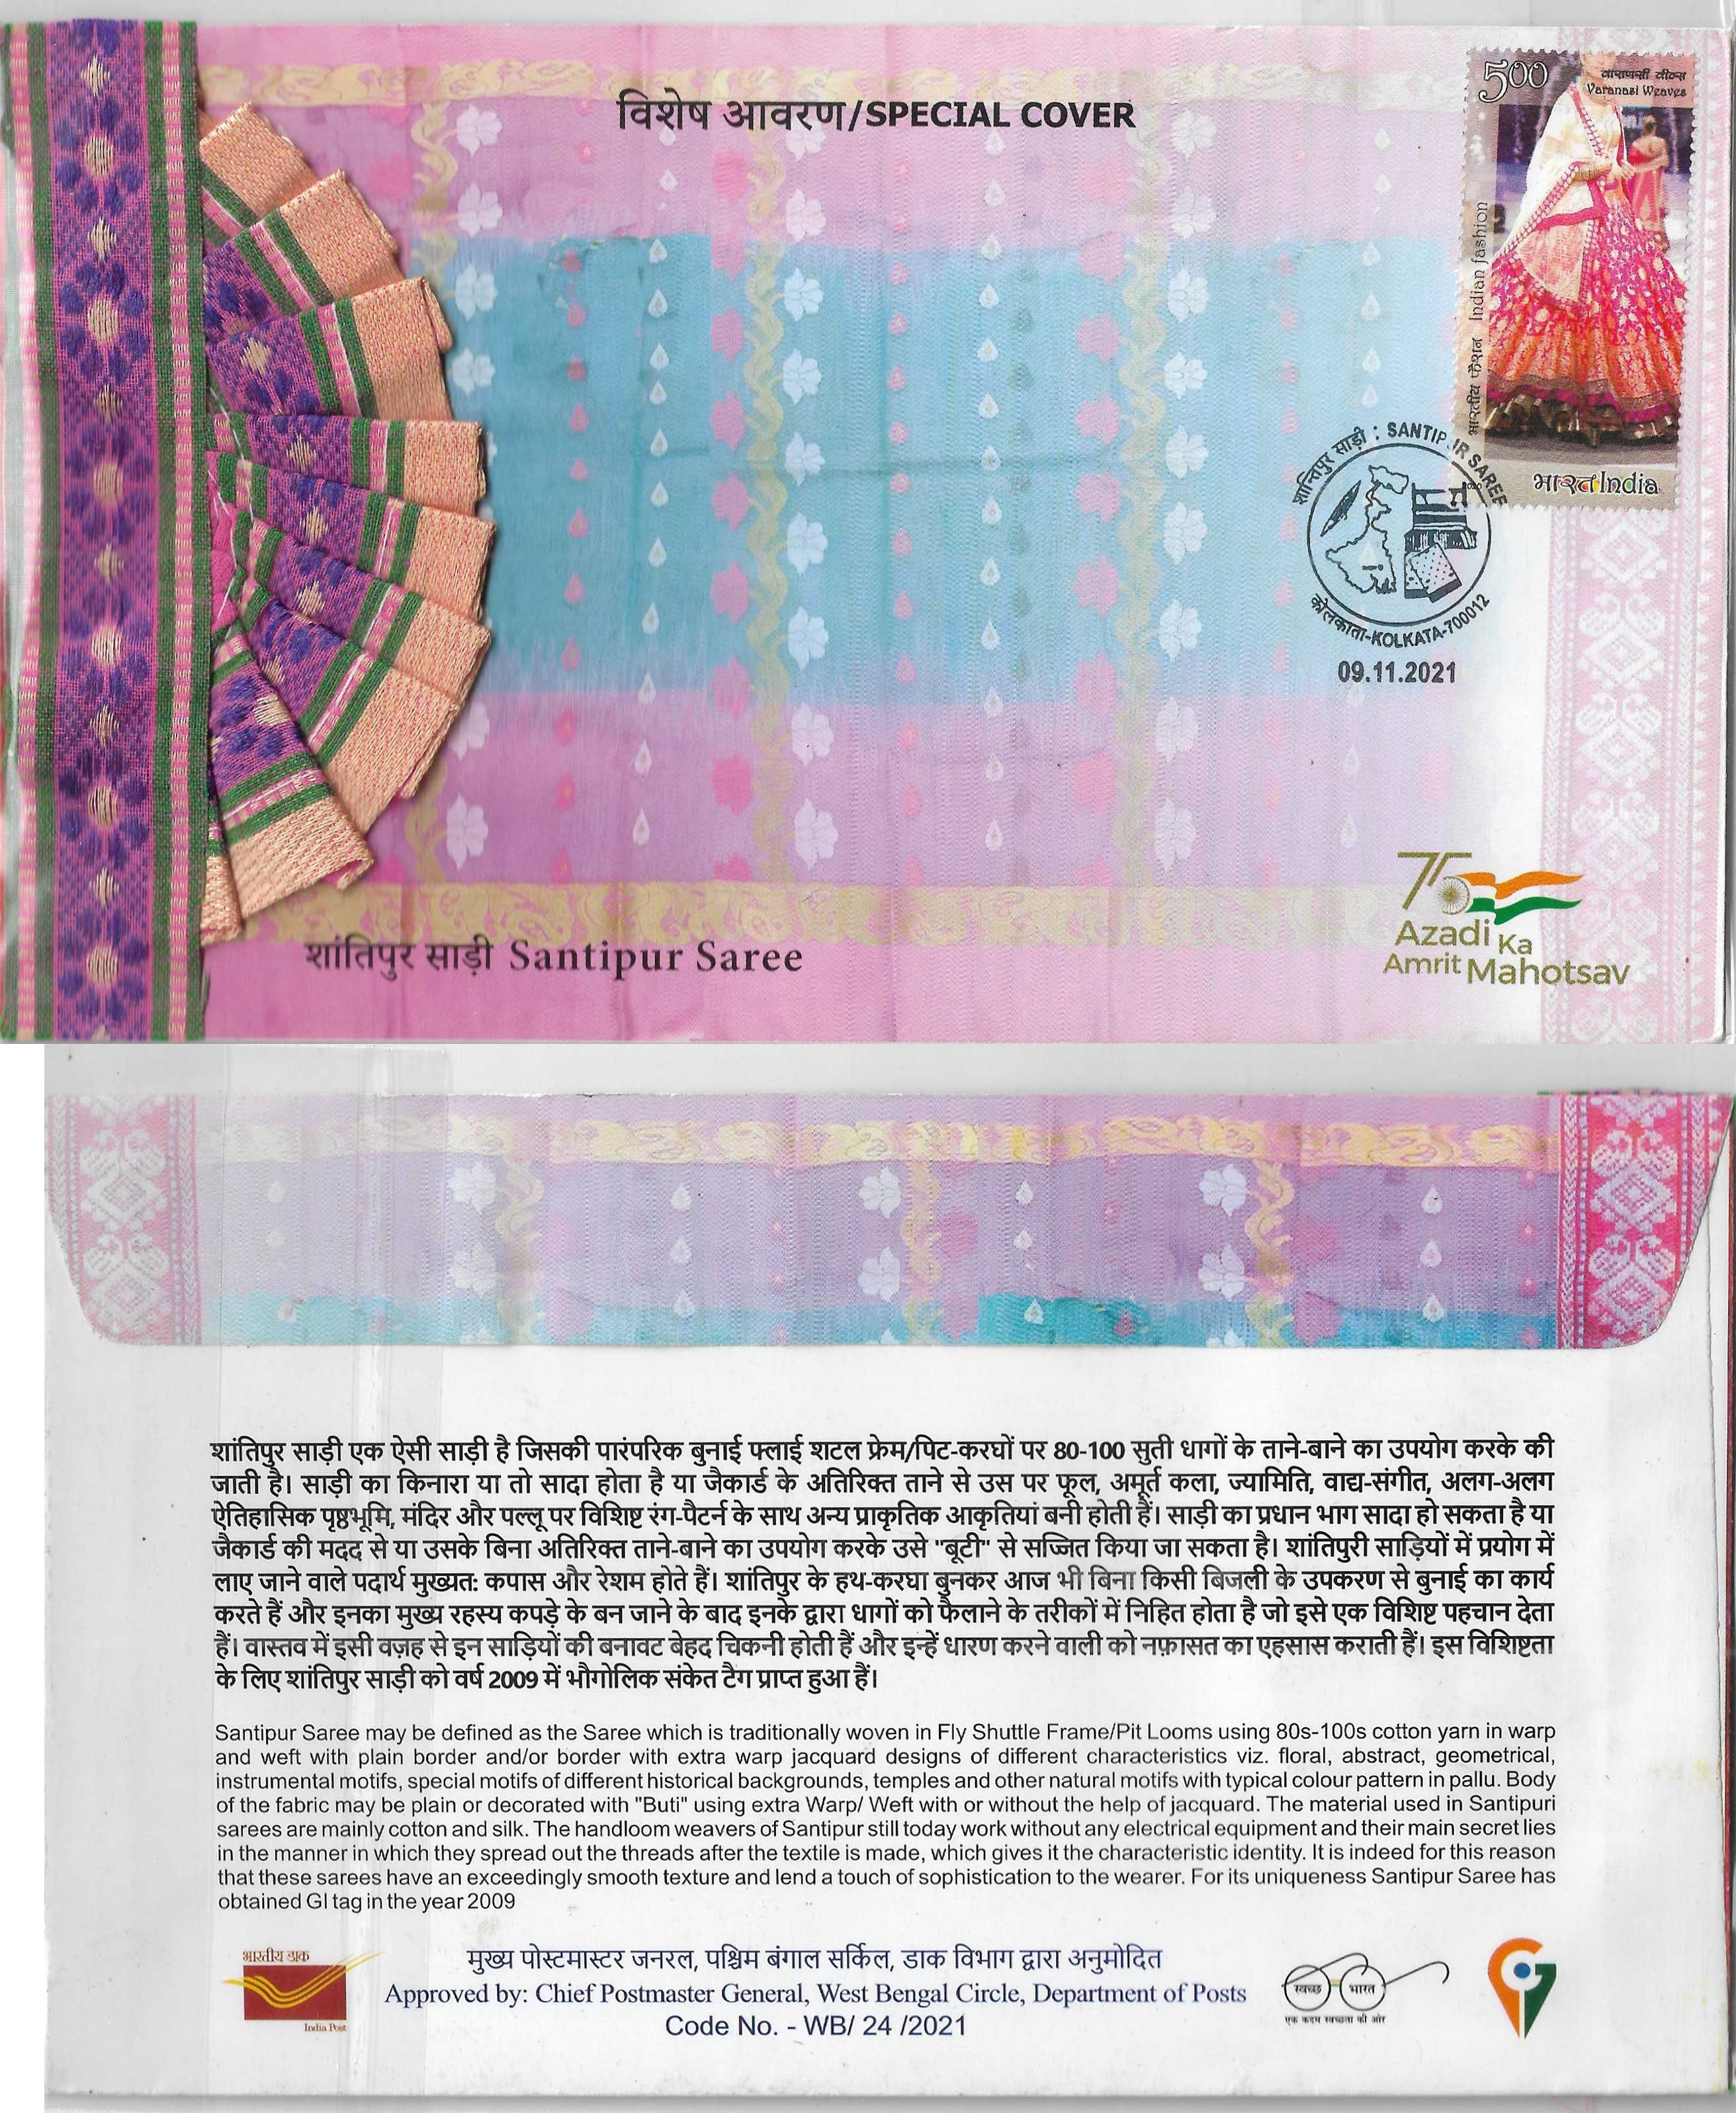 विशेष आवरण/SPECIAL COVER
500
वाराणसी वीव्स
Varanasi Weaves
भारतीय फैशन Indian fashion
भारत India
शान्तिपुर साड़ी : SANTIPUR SAREE
कोलकाता-KOLKATA-700012
09.11.2021
75
Azadi Ka
Amrit Mahotsav
शांतिपुर साड़ी Santipur Saree
शांतिपुर साड़ी एक ऐसी साड़ी है जिसकी पारंपरिक बुनाई फ्लाई शटल फ्रेम/पिट-करघों पर 80-100 सुती धागों के ताने-बाने का उपयोग करके की
जाती है। साड़ी का किनारा या तो सादा होता है या जैकार्ड के अतिरिक्त ताने से उस पर फूल, अमूर्त कला, ज्यामिति, वाद्य-संगीत, अलग-अलग
ऐतिहासिक पृष्ठभूमि, मंदिर और पल्लू पर विशिष्ट रंग-पैटर्न के साथ अन्य प्राकृतिक आकृतियां बनी होती हैं। साड़ी का प्रधान भाग सादा हो सकता है या
जैकार्ड की मदद से या उसके बिना अतिरिक्त ताने-बाने का उपयोग करके उसे "बूटी" से सज्जित किया जा सकता है। शांतिपुरी साड़ियों में प्रयोग में
लाए जाने वाले पदार्थ मुख्यत: कपास और रेशम होते हैं। शांतिपुर के हथ-करघा बुनकर आज भी बिना किसी बिजली के उपकरण से बुनाई का कार्य
करते हैं और इनका मुख्य रहस्य कपड़े के बन जाने के बाद इनके द्वारा धागों को फैलाने के तरीकों में निहित होता है जो इसे एक विशिष्ट पहचान देता
हैं। वास्तव में इसी वज़ह से इन साड़ियों की बनावट बेहद चिकनी होती हैं और इन्हें धारण करने वाली को नफ़ासत का एहसास कराती हैं। इस विशिष्टता
के लिए शांतिपुर साड़ी को वर्ष 2009 में भौगोलिक संकेत टैग प्राप्त हुआ हैं।
Santipur Saree may be defined as the Saree which is traditionally woven in Fly Shuttle Frame/Pit Looms using 80s-100s cotton yarn in warp
and weft with plain border and/or border with extra warp jacquard designs of different characteristics viz. floral, abstract, geometrical,
instrumental motifs, special motifs of different historical backgrounds, temples and other natural motifs with typical colour pattern in pallu. Body
of the fabric may be plain or decorated with "Buti" using extra Warp/ Weft with or without the help of jacquard. The material used in Santipuri
sarees are mainly cotton and silk. The handloom weavers of Santipur still today work without any electrical equipment and their main secret lies
in the manner in which they spread out the threads after the textile is made, which gives it the characteristic identity. It is indeed for this reason
that these sarees have an exceedingly smooth texture and lend a touch of sophistication to the wearer. For its uniqueness Santipur Saree has
obtained GI tag in the year 2009
भारतीय डाक
India Post
मुख्य पोस्टमास्टर जनरल, पश्चिम बंगाल सर्किल, डाक विभाग द्वारा अनुमोदित
Approved by: Chief Postmaster General, West Bengal Circle, Department of Posts
Code No. - WB/ 24 /2021
स्वच्छ भारत
एक कदम स्वच्छता की ओर